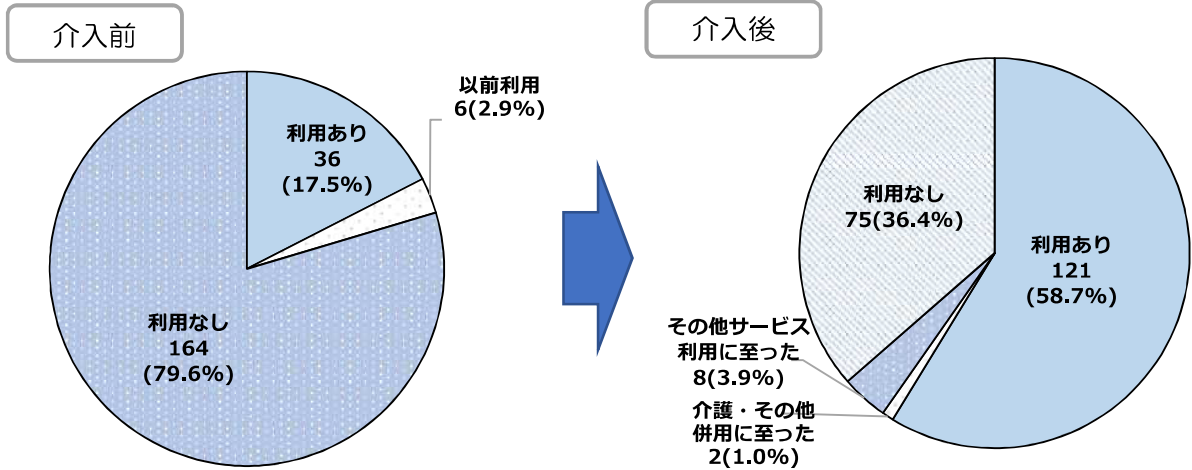 介入前
以前利用
6(2.9%)
利用あり
36
(17.5%)
利用なし
164
(79.6%)
介入後
利用なし
75(36.4%)
利用あり
121
(58.7%)
その他サービス
利用に至った
8(3.9%)
介護・その他
併用に至った
2(1.0%)